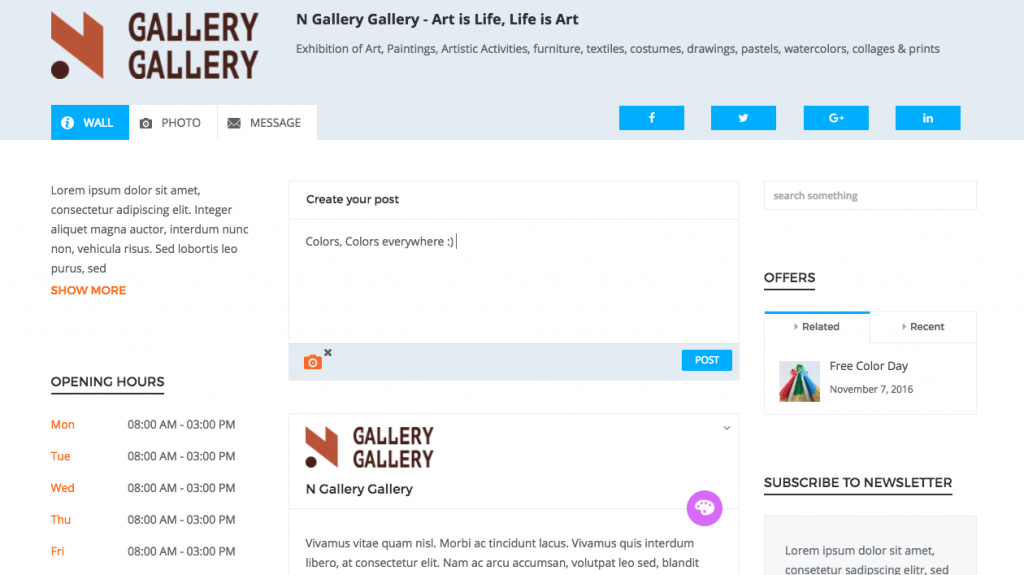 GALLERY
GALLERY
N Gallery Gallery - Art is Life, Life is Art
Exhibition of Art, Paintings, Artistic Activities, furniture, textiles, costumes, drawings, pastels, watercolors, collages & prints
WALL
PHOTO
MESSAGE
f
G+
in
Lorem ipsum dolor sit amet,
consectetur adipiscing elit. Integer
aliquet magna auctor, interdum nunc
non, vehicula risus. Sed lobortis leo
purus, sed
SHOW MORE
OPENING HOURS
Mon 08:00 AM - 03:00 PM
Tue 08:00 AM - 03:00 PM
Wed 08:00 AM - 03:00 PM
Thu 08:00 AM - 03:00 PM
Fri 08:00 AM - 03:00 PM
Create your post
Colors, Colors everywhere :)
POST
GALLERY
GALLERY
N Gallery Gallery
Vivamus vitae quam nisl. Morbi ac tincidunt lacus. Vivamus quis interdum
libero, at consectetur elit. Nam ac arcu accumsan, volutpat leo sed, blandit
search something
OFFERS
Related
Recent
Free Color Day
November 7, 2016
SUBSCRIBE TO NEWSLETTER
Lorem ipsum dolor sit amet,
consetetur sadipscing elitr, sed